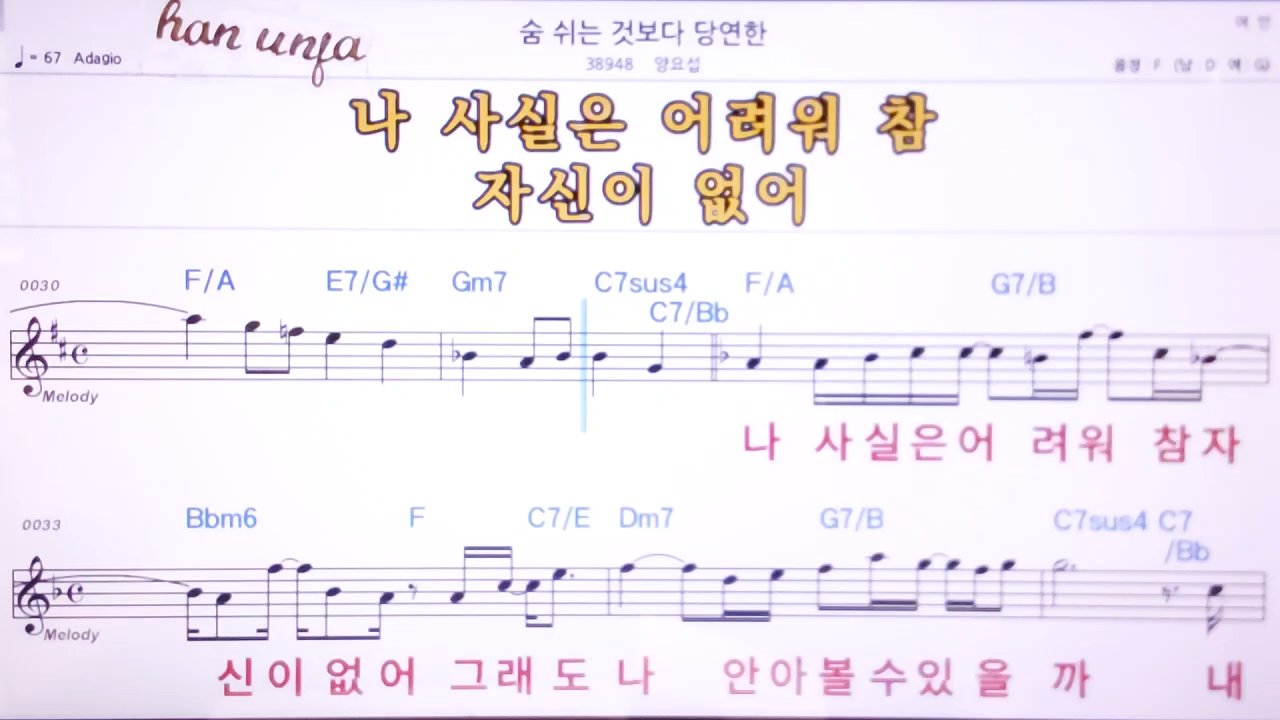 han unfa
숨 쉬는 것보다 당연한
♩= 67 Adagio
38948 양요섭
나 사실은 어려워 참
자신이 없어
0030 F/A E7/G# Gm7 C7sus4 F/A G7/B
C7/Bb
Melody
나 사실은어 려워 참자
0033 Bbm6 F C7/E Dm7 G7/B C7sus4 C7
/Bb
Melody
신이 없어 그래도 나 안아볼수있 을 까 내